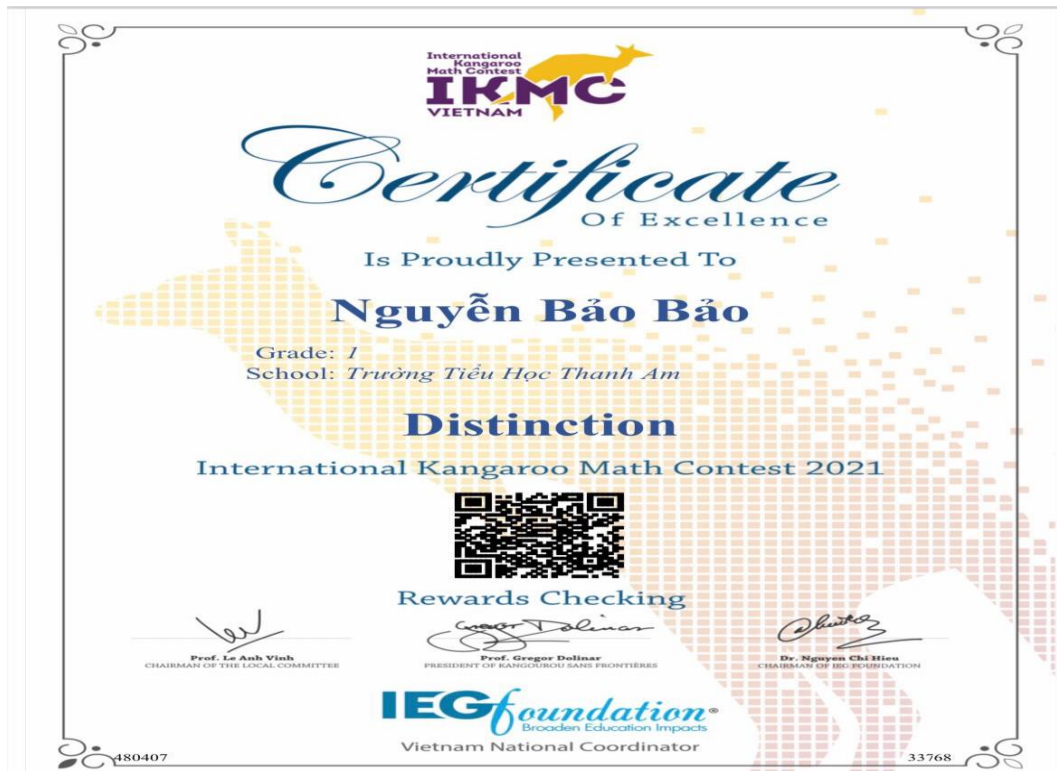 International
Kangaroo
Math Contest
IKMC
VIETNAM
Certificate
Of Excellence
Is Proudly Presented To
Nguyễn Bảo Bảo
Grade: 1
School: Trường Tiểu Học Thanh Am
Distinction
International Kangaroo Math Contest 2021
Rewards Checking
Gregor Dolinar
Prof. Le Anh Vinh
CHAIRMAN OF THE LOCAL COMMITTEE
Prof. Gregor Dolinar
PRESIDENT OF KANGOUROU SANS FRONTIÈRES
Dr. Nguyen Chi Hieu
CHAIRMAN OF IEG FOUNDATION
IEGfoundation®
Broaden Education Impacts
Vietnam National Coordinator
480407
33768